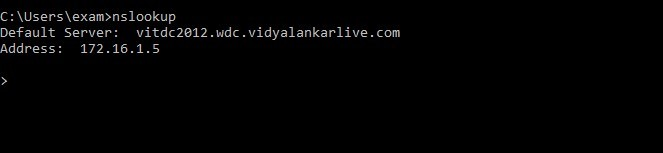 C:\Users\exam>nslookup
Default Server:  vitdc2012.wdc.vidyalankarlive.com
Address:  172.16.1.5
>